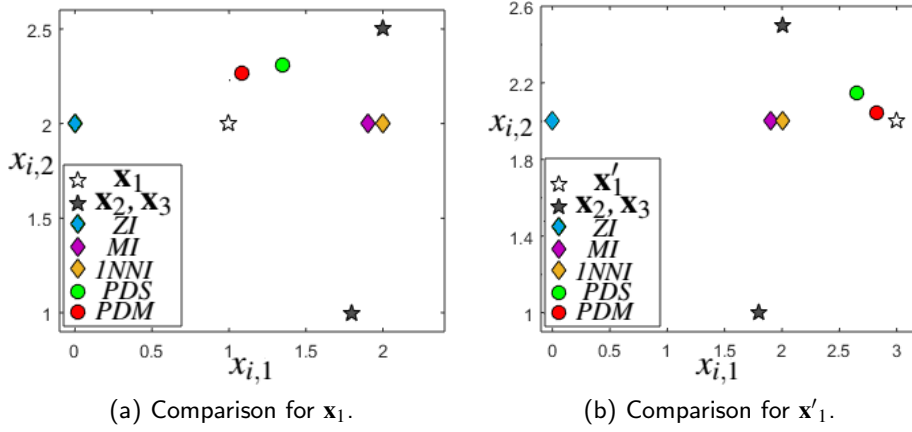 2.5
2
1.5
1
x_{i,2}
x_1
x_2, x_3
ZI
MI
1NNI
PDS
PDM
0 0.5 1 1.5 2
x_{i,1}
(a) Comparison for x_1.
2.6
2.2
1.8
1.4
1
x_{i,2}
x'_1
x_2, x_3
ZI
MI
1NNI
PDS
PDM
0 0.5 1 1.5 2 2.5 3
x_{i,1}
(b) Comparison for x'_1.